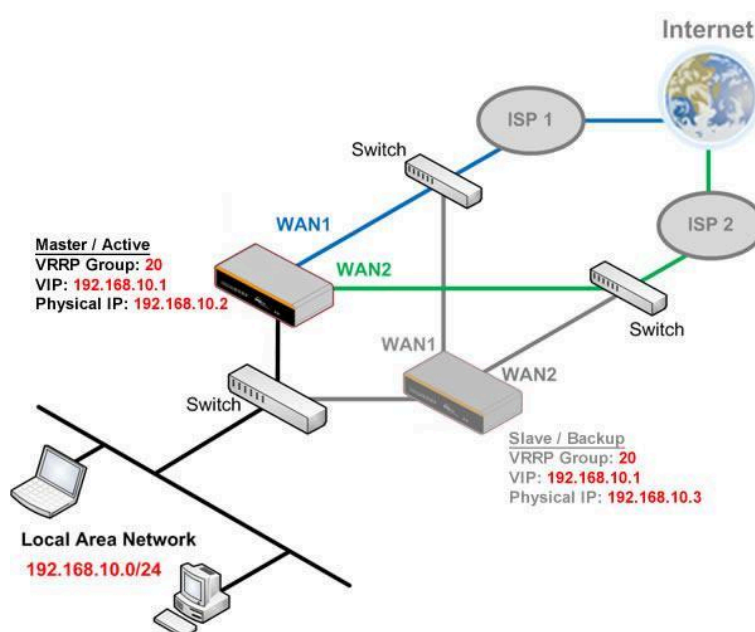 Internet
ISP 1
Switch
WAN1
Master / Active
VRRP Group: 20
VIP: 192.168.10.1
Physical IP: 192.168.10.2
WAN2
ISP 2
Switch
WAN1
WAN2
Switch
Slave / Backup
VRRP Group: 20
VIP: 192.168.10.1
Physical IP: 192.168.10.3
Local Area Network
192.168.10.0/24